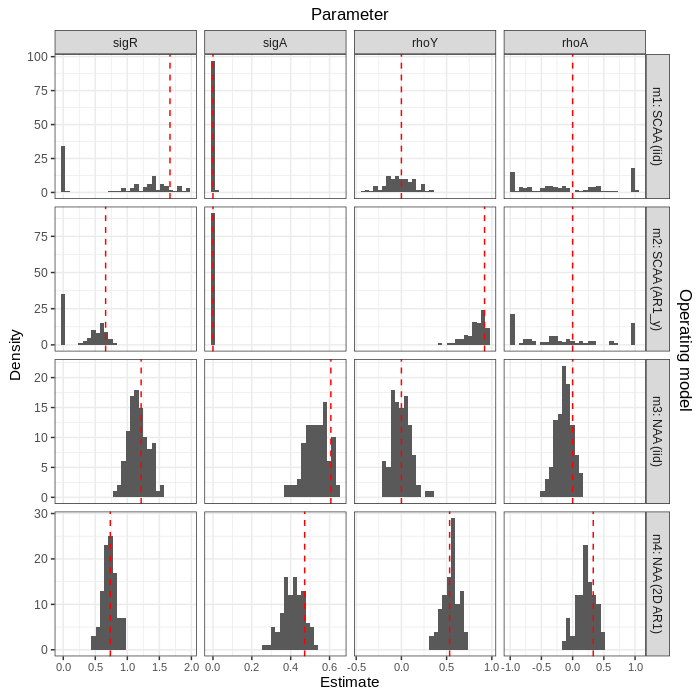 Parameter
sigR sigA rhoY rhoA
100
75
50
25
0
m1: SCAA (iid)
75
50
25
0
m2: SCAA (AR1_y)
20
15
10
5
0
m3: NAA (iid)
30
20
10
0
m4: NAA (2D AR1)
Density
Operating model
0.0 0.5 1.0 1.5 2.0 0.0 0.2 0.4 0.6 -0.5 0.0 0.5 1.0 -1.0 -0.5 0.0 0.5 1.0
Estimate